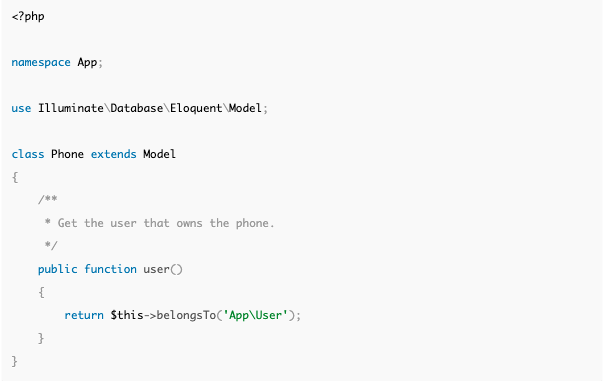 <?php
namespace App;
use Illuminate\Database\Eloquent\Model;
class Phone extends Model
{
/**
* Get the user that owns the phone.
*/
public function user()
{
return $this->belongsTo('App\User');
}
}